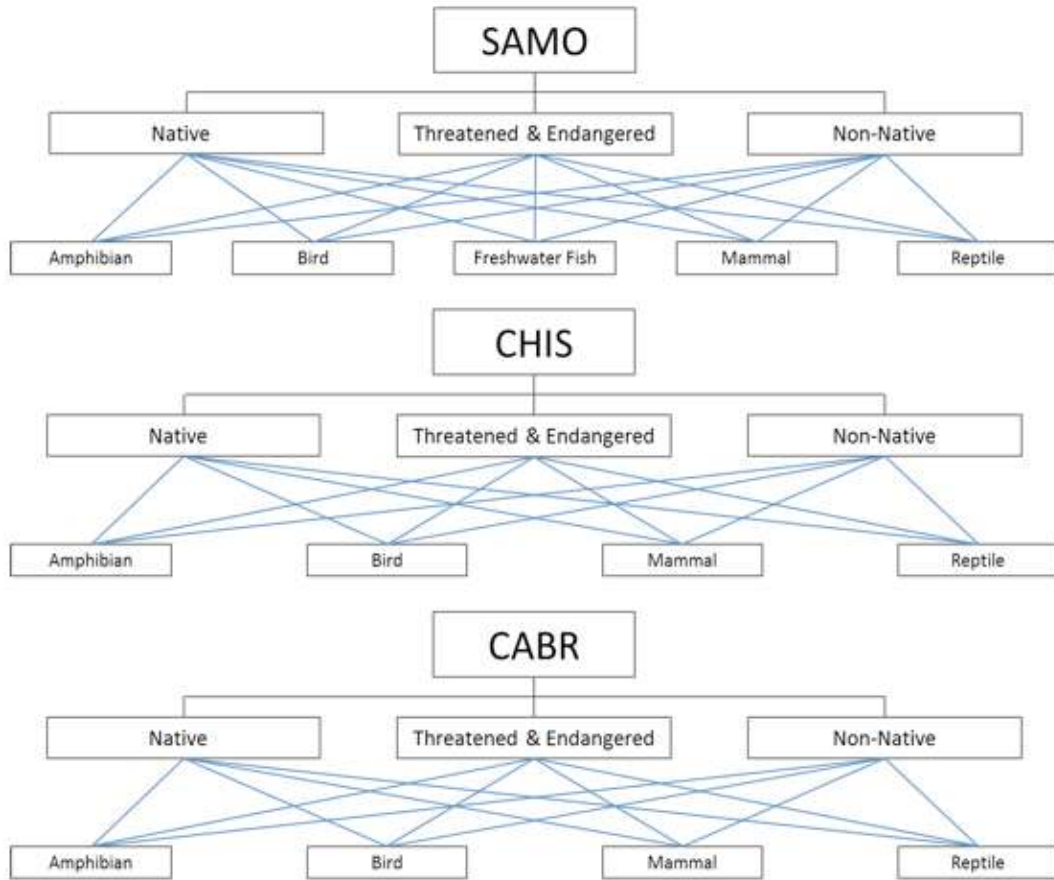 SAMO
Native Threatened & Endangered Non-Native
Amphibian Bird Freshwater Fish Mammal Reptile
CHIS
Native Threatened & Endangered Non-Native
Amphibian Bird Mammal Reptile
CABR
Native Threatened & Endangered Non-Native
Amphibian Bird Mammal Reptile